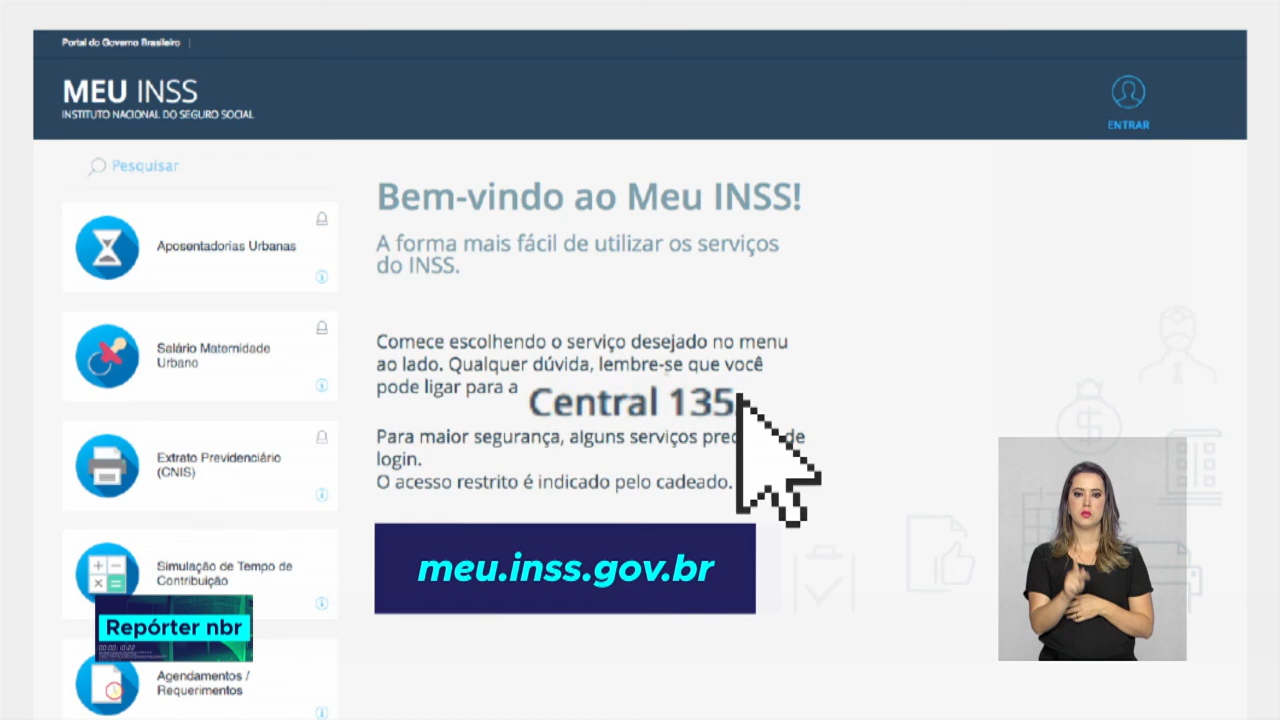 Portal do Governo Brasileiro
MEU INSS
INSTITUTO NACIONAL DO SEGURO SOCIAL
ENTRAR
Pesquisar
Aposentadorias Urbanas
Salário Maternidade
Urbano
Extrato Previdenciário
(CNIS)
Simulação de Tempo de
Contribuição
Agendamentos /
Requerimentos
Bem-vindo ao Meu INSS!
A forma mais fácil de utilizar os serviços
do INSS.
Comece escolhendo o serviço desejado no menu
ao lado. Qualquer dúvida, lembre-se que você
pode ligar para a
Central 135
Para maior segurança, alguns serviços de
login.
O acesso restrito é indicado pelo cadeado.
meu.inss.gov.br
Repórter nbr